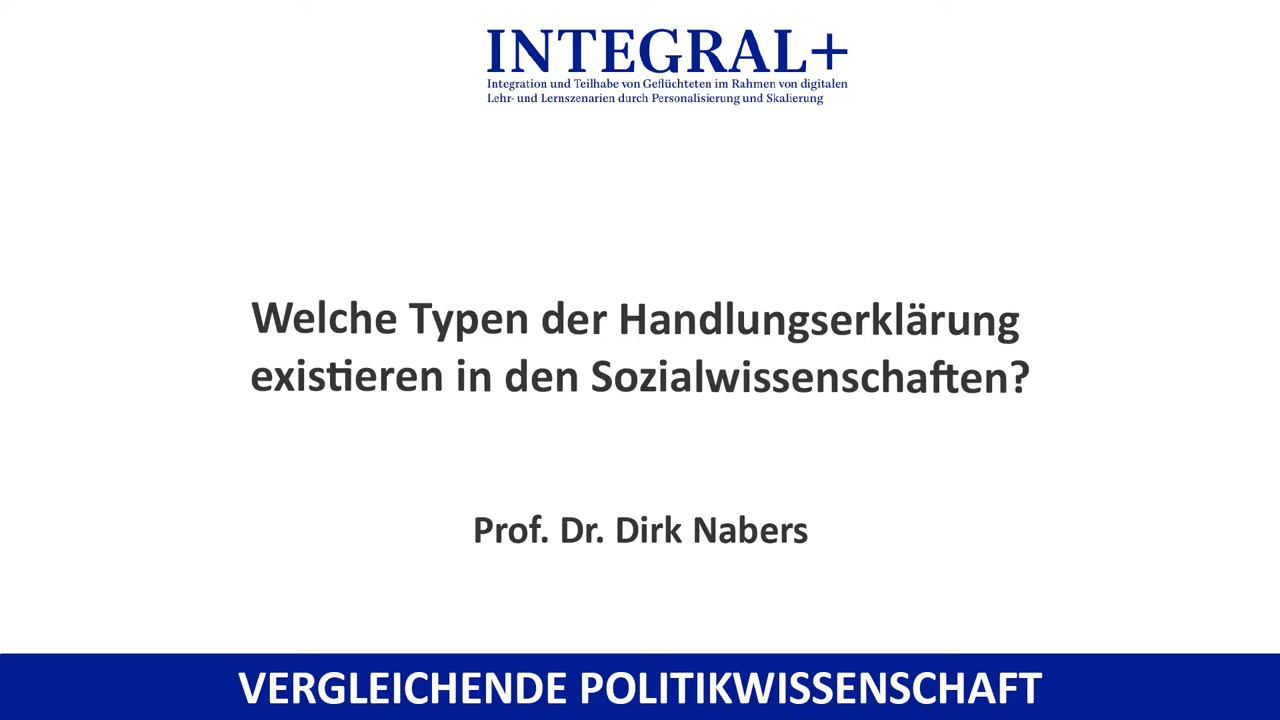 INTEGRAL+
Integration und Teilhabe von Geflüchteten im Rahmen von digitalen
Lehr- und Lernszenarien durch Personalisierung und Skalierung
Welche Typen der Handlungserklärung
existieren in den Sozialwissenschaften?
Prof. Dr. Dirk Nabers
VERGLEICHENDE POLITIKWISSENSCHAFT